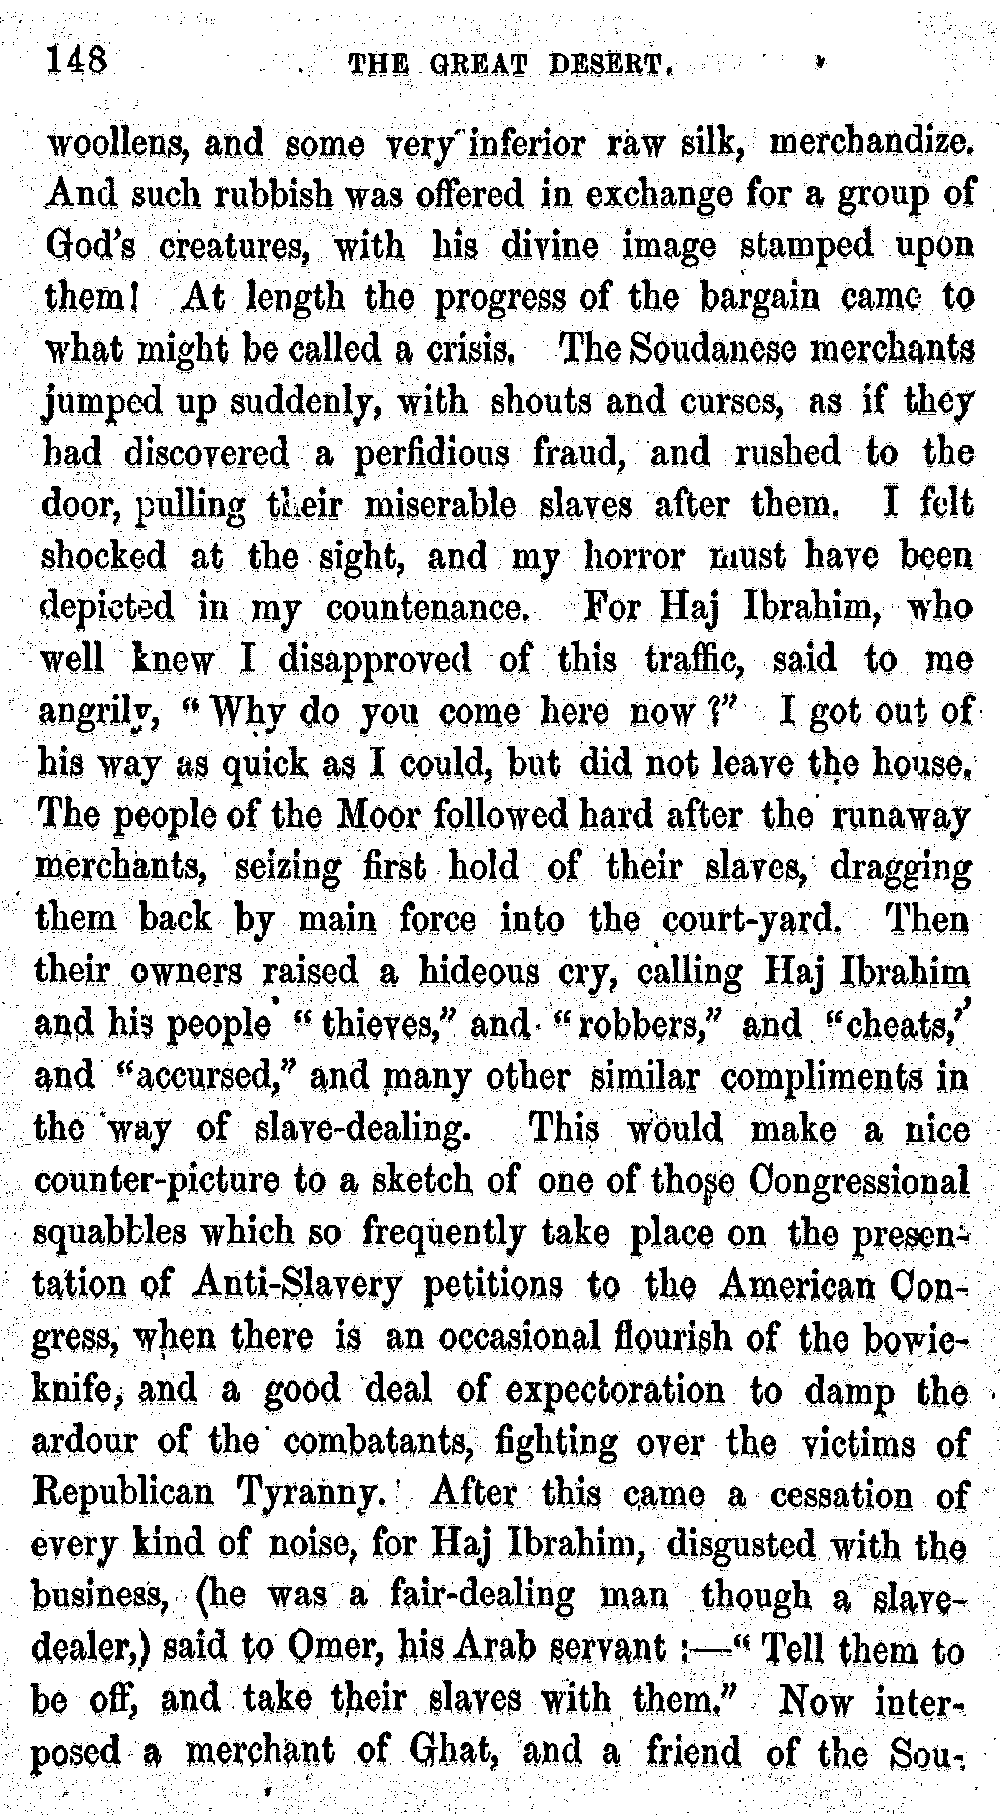 148 THE GREAT DESERT.
woollens, and some very inferior raw silk, merchandize.
And such rubbish was offered in exchange for a group of
God's creatures, with his divine image stamped upon
them! At length the progress of the bargain came to
what might be called a crisis. The Soudanese merchants
jumped up suddenly, with shouts and curses, as if they
had discovered a perfidious fraud, and rushed to the
door, pulling their miserable slaves after them. I felt
shocked at the sight, and my horror must have been
depicted in my countenance. For Haj Ibrahim, who
well knew I disapproved of this traffic, said to me
angrily, "Why do you come here now?" I got out of
his way as quick as I could, but did not leave the house.
The people of the Moor followed hard after the runaway
merchants, seizing first hold of their slaves, dragging
them back by main force into the court-yard. Then
their owners raised a hideous cry, calling Haj Ibrahim
and his people "thieves," and "robbers," and "cheats,"
and "accursed," and many other similar compliments in
the way of slave-dealing. This would make a nice
counter-picture to a sketch of one of those Congressional
squabbles which so frequently take place on the presen-
tation of Anti-Slavery petitions to the American Con-
gress, when there is an occasional flourish of the bowie-
knife, and a good deal of expectoration to damp the
ardour of the combatants, fighting over the victims of
Republican Tyranny. After this came a cessation of
every kind of noise, for Haj Ibrahim, disgusted with the
business, (he was a fair-dealing man though a slave-
dealer,) said to Omer, his Arab servant:—"Tell them to
be off, and take their slaves with them." Now inter-
posed a merchant of Ghat, and a friend of the Sou-